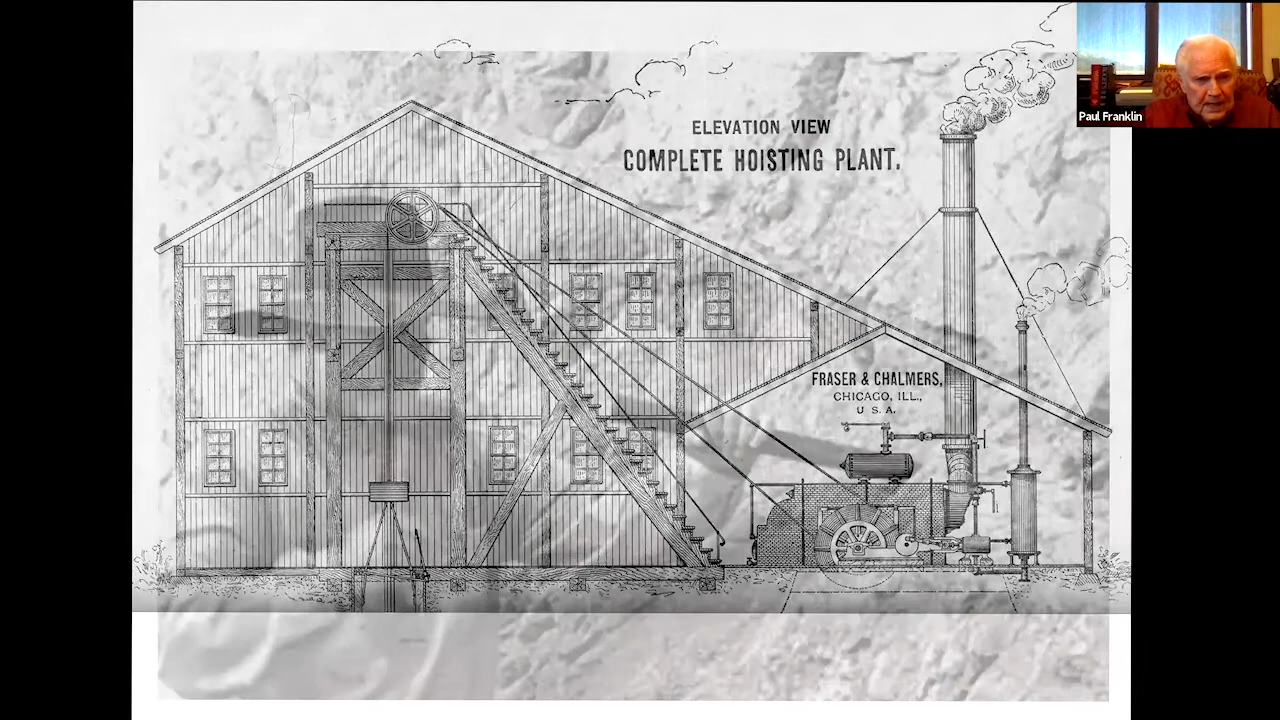 Paul Franklin
ELEVATION VIEW
COMPLETE HOISTING PLANT.
FRASER & CHALMERS,
CHICAGO, ILL.,
U. S. A.